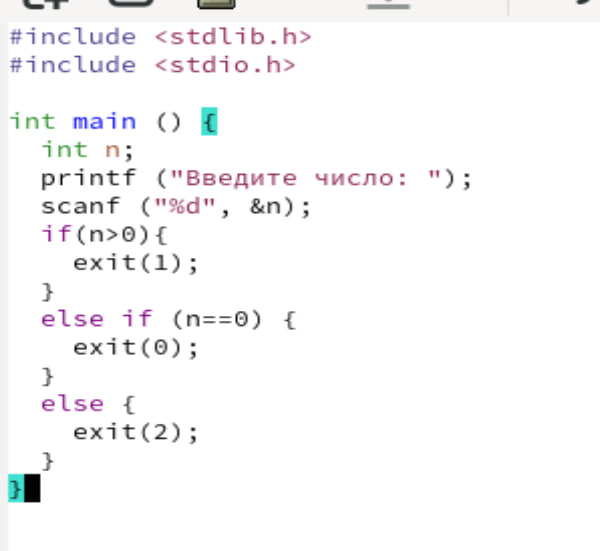 #include <stdlib.h>
#include <stdio.h>

int main () {
  int n;
  printf ("Введите число: ");
  scanf ("%d", &n);
  if(n>0){
    exit(1);
  }
  else if (n==0) {
    exit(0);
  }
  else {
    exit(2);
  }
}